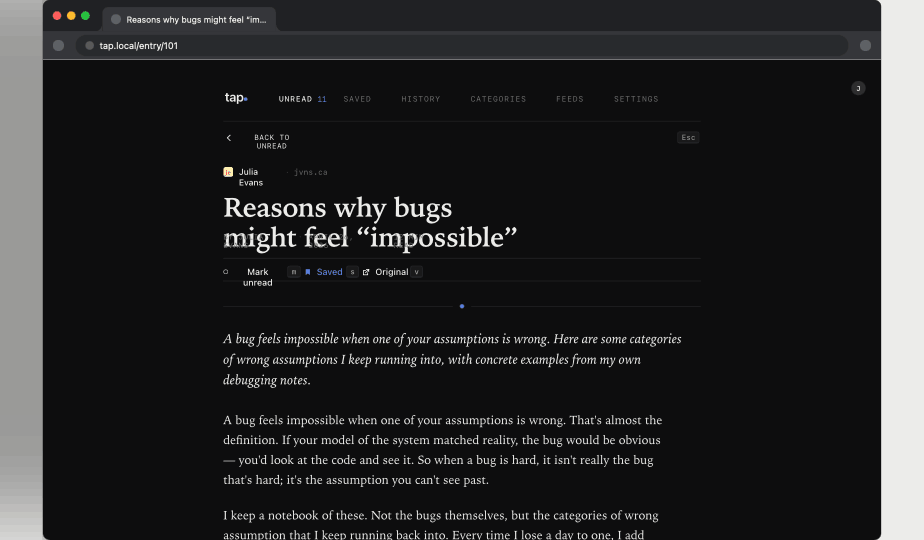 Reasons why bugs might feel “im...
tap.local/entry/101
J
tap
UNREAD 11 SAVED HISTORY CATEGORIES FEEDS SETTINGS
BACK TO
UNREAD
Esc
je
Julia
Evans
· jvns.ca
Reasons why bugs
might feel “impossible”
Mark
unread
m
Saved
s
Original
v
A bug feels impossible when one of your assumptions is wrong. Here are some categories
of wrong assumptions I keep running into, with concrete examples from my own
debugging notes.
A bug feels impossible when one of your assumptions is wrong. That's almost the
definition. If your model of the system matched reality, the bug would be obvious
— you'd look at the code and see it. So when a bug is hard, it isn't really the bug
that's hard; it's the assumption you can't see past.
I keep a notebook of these. Not the bugs themselves, but the categories of wrong
assumption that I keep running back into. Every time I lose a day to one, I add